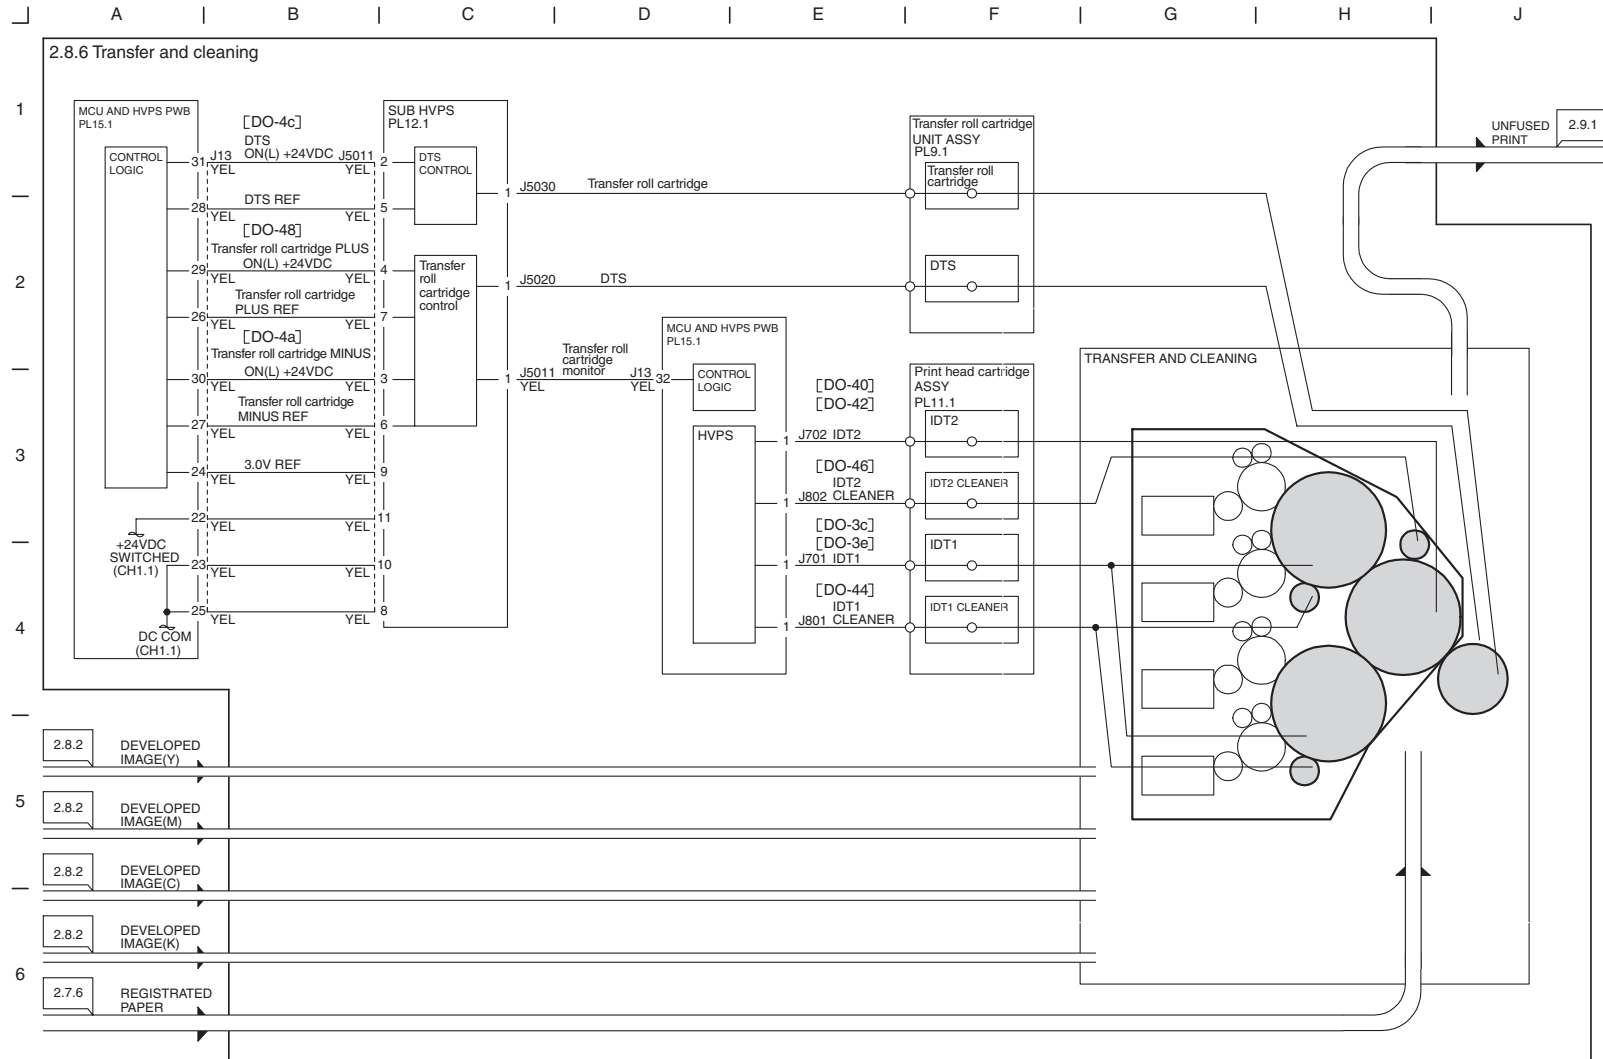 A B C D E F G H J
2.8.6 Transfer and cleaning
1
2
3
4
5
6
MCU AND HVPS PWB
PL15.1
CONTROL
LOGIC
[DO-4c]
DTS
ON(L) +24VDC
31 J13 J5011 2
YEL YEL
DTS REF
28 5
YEL YEL
[DO-48]
Transfer roll cartridge PLUS
ON(L) +24VDC
29 4
YEL YEL
Transfer roll cartridge
PLUS REF
26 7
YEL YEL
[DO-4a]
Transfer roll cartridge MINUS
ON(L) +24VDC
30 3
YEL YEL
Transfer roll cartridge
MINUS REF
27 6
YEL YEL
3.0V REF
24 9
YEL YEL
22 11
YEL YEL
+24VDC
SWITCHED
(CH1.1)
23 10
YEL YEL
25 8
YEL YEL
DC COM
(CH1.1)
SUB HVPS
PL12.1
DTS
CONTROL
Transfer
roll
cartridge
control
1 J5030 Transfer roll cartridge
1 J5020 DTS
Transfer roll
cartridge
monitor
1 J5011 J13 32
YEL YEL
MCU AND HVPS PWB
PL15.1
CONTROL
LOGIC
HVPS
[DO-40]
[DO-42]
1 J702 IDT2
[DO-46]
IDT2
1 J802 CLEANER
[DO-3c]
[DO-3e]
1 J701 IDT1
[DO-44]
IDT1
1 J801 CLEANER
Transfer roll cartridge
UNIT ASSY
PL9.1
Transfer roll
cartridge
DTS
Print head cartridge
ASSY
PL11.1
IDT2
IDT2 CLEANER
IDT1
IDT1 CLEANER
TRANSFER AND CLEANING
UNFUSED
PRINT
2.9.1
2.8.2 DEVELOPED
IMAGE(Y)
2.8.2 DEVELOPED
IMAGE(M)
2.8.2 DEVELOPED
IMAGE(C)
2.8.2 DEVELOPED
IMAGE(K)
2.7.6 REGISTRATED
PAPER